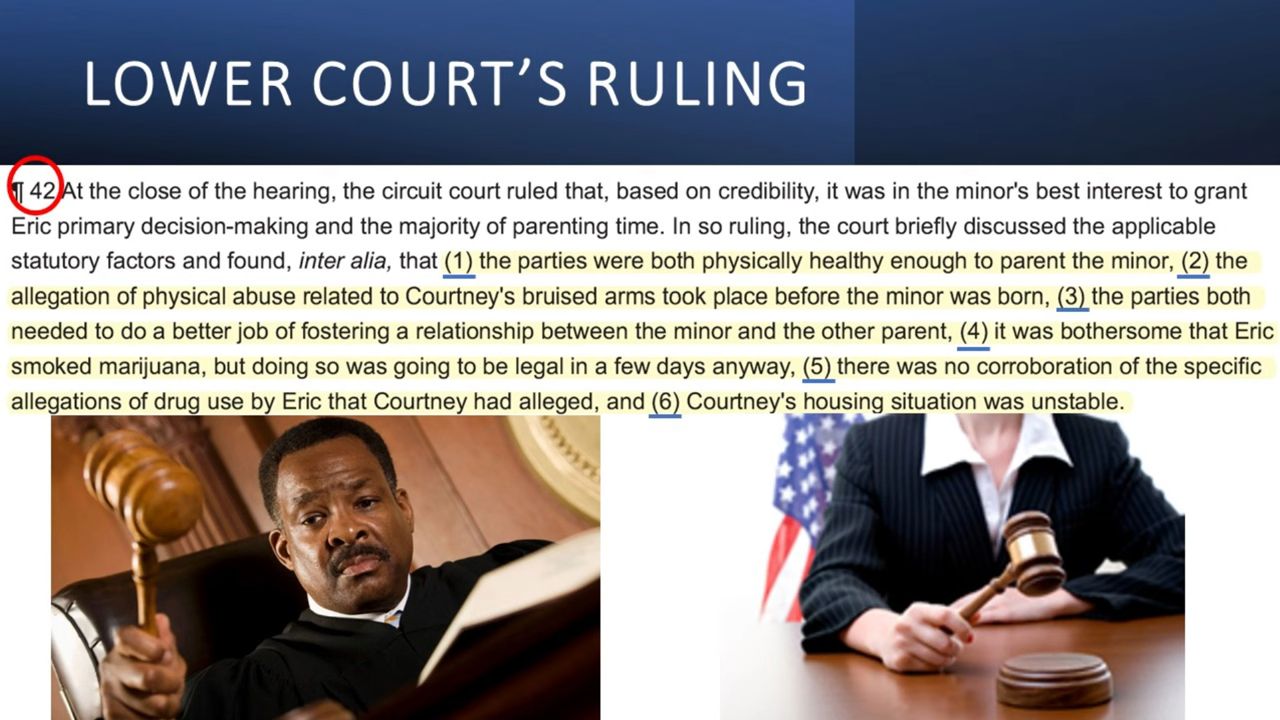 LOWER COURT’S RULING
¶ 42 At the close of the hearing, the circuit court ruled that, based on credibility, it was in the minor's best interest to grant
Eric primary decision-making and the majority of parenting time. In so ruling, the court briefly discussed the applicable
statutory factors and found, inter alia, that (1) the parties were both physically healthy enough to parent the minor, (2) the
allegation of physical abuse related to Courtney's bruised arms took place before the minor was born, (3) the parties both
needed to do a better job of fostering a relationship between the minor and the other parent, (4) it was bothersome that Eric
smoked marijuana, but doing so was going to be legal in a few days anyway, (5) there was no corroboration of the specific
allegations of drug use by Eric that Courtney had alleged, and (6) Courtney's housing situation was unstable.